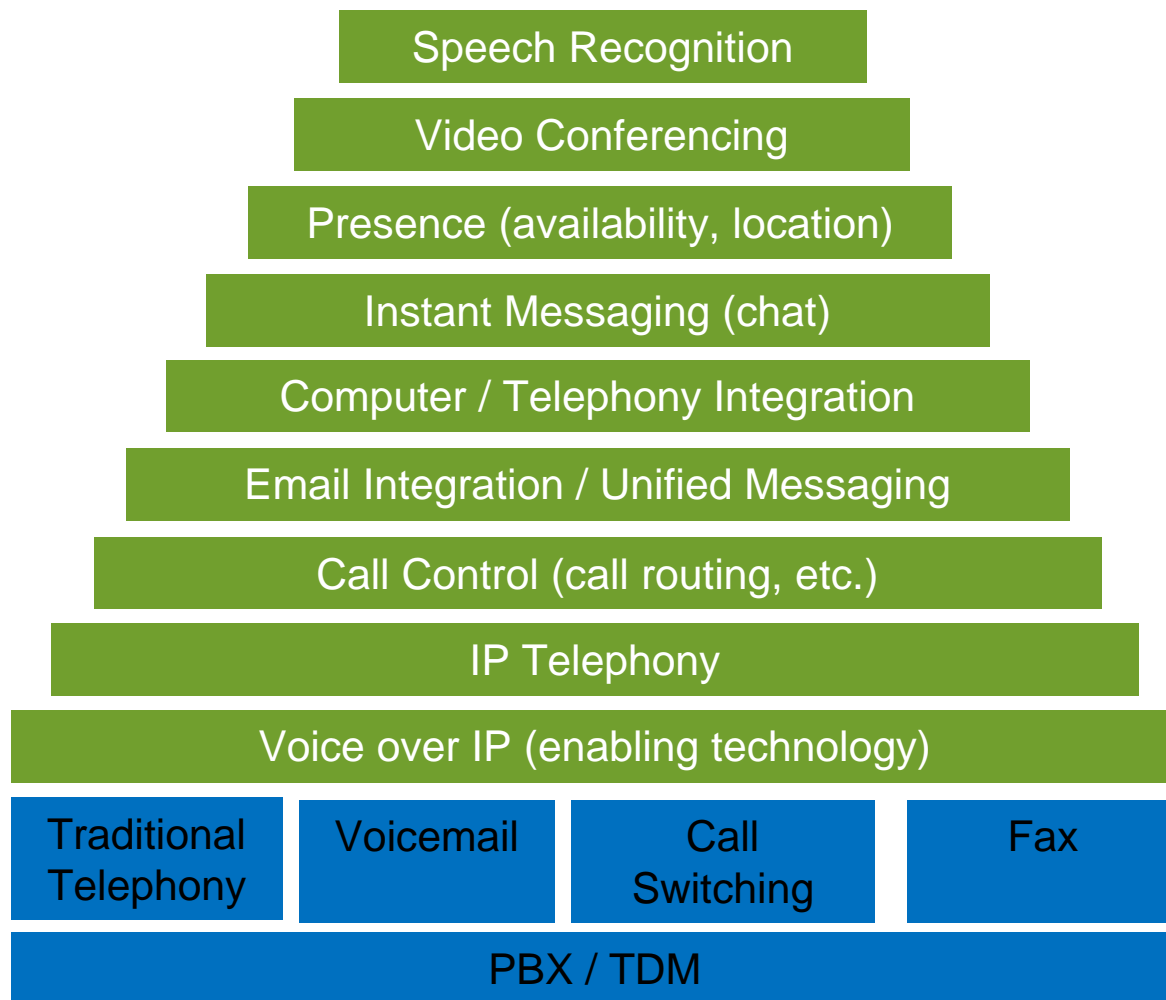 Speech Recognition
Video Conferencing
Presence (availability, location)
Instant Messaging (chat)
Computer / Telephony Integration
Email Integration / Unified Messaging
Call Control (call routing, etc.)
IP Telephony
Voice over IP (enabling technology)
Traditional
Telephony
Voicemail
Call
Switching
Fax
PBX / TDM